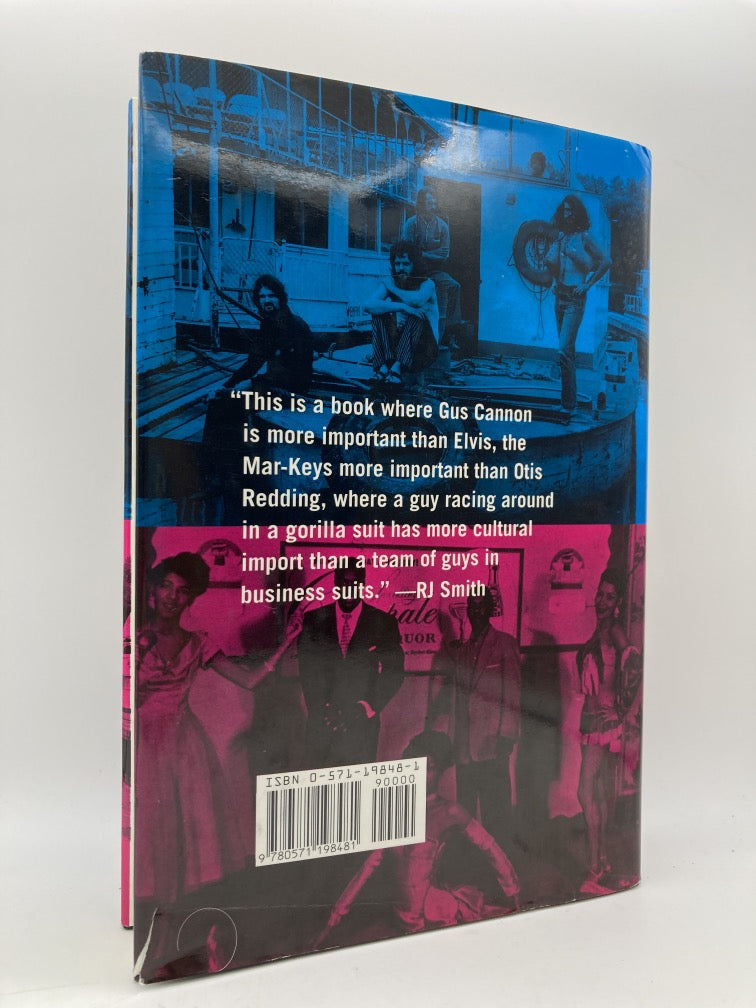 “This is a book where Gus Cannon
is more important than Elvis, the
Mar-Keys more important than Otis
Redding, where a guy racing around
in a gorilla suit has more cultural
import than a team of guys in
business suits.” —RJ Smith
UOR
ISBN 0-571-19848-1
90000
9 780571 198481